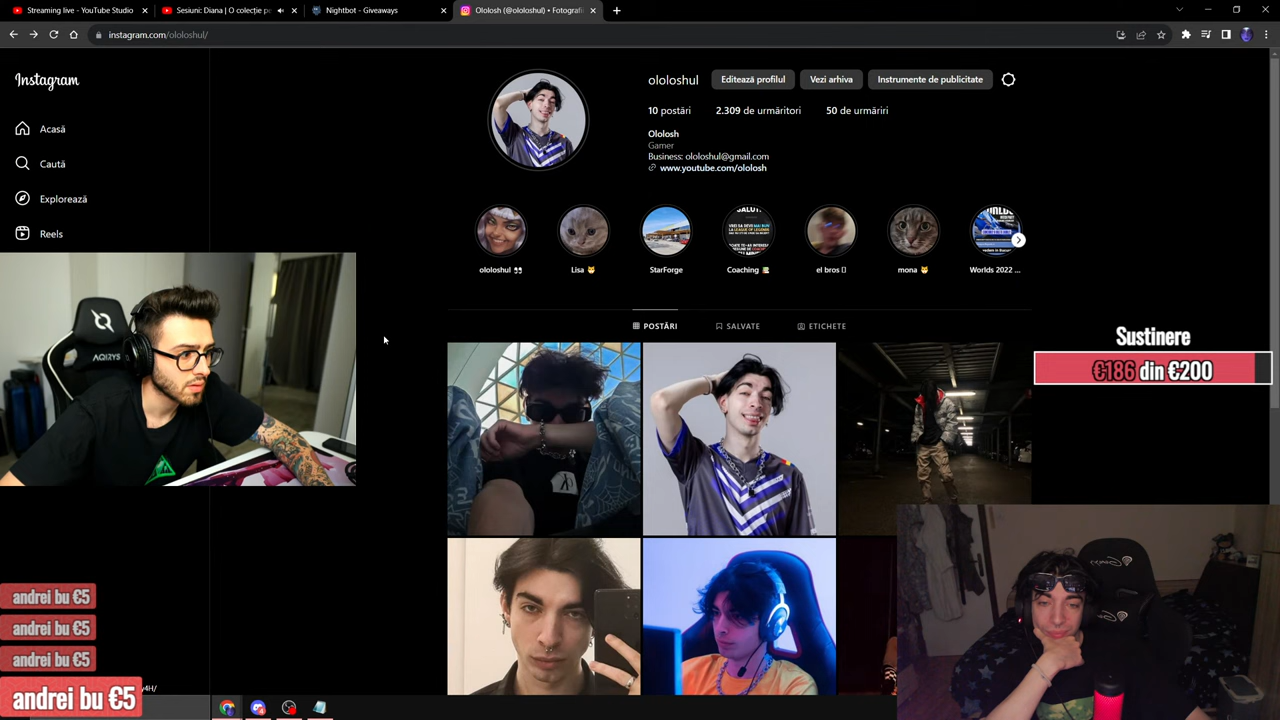 Streaming live - YouTube Studio
Sesiuni: Diana | O colecție pe
Nightbot - Giveaways
Ololosh (@ololoshul) • Fotografi
instagram.com/ololoshul/
Instagram
Acasă
Caută
Explorează
Reels
ololoshul
Editează profilul
Vezi arhiva
Instrumente de publicitate
10 postări
2.309 de urmăritori
50 de urmăriri
Ololosh
Gamer
Business: ololoshul@gmail.com
www.youtube.com/ololosh
ololoshul
Lisa
StarForge
Coaching
el bros
mona
Worlds 2022 ...
POSTĂRI
SALVATE
ETICHETE
Sustinere
€186 din €200
AQIRYS
andrei bu €5
andrei bu €5
andrei bu €5
andrei bu €5
y4H/